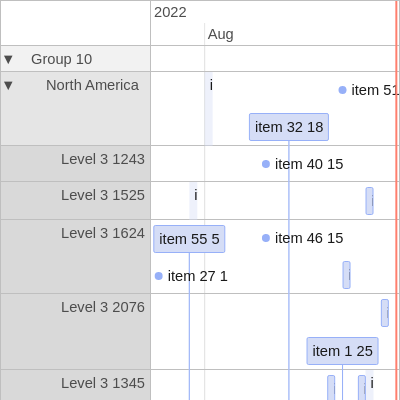 2022
Aug
▼ Group 10
▼ North America
i
item 51
item 32 18
Level 3 1243
item 40 15
Level 3 1525
i
i
Level 3 1624
item 55 5
item 46 15
item 27 1
i
Level 3 2076
i
item 1 25
Level 3 1345
i
i
i